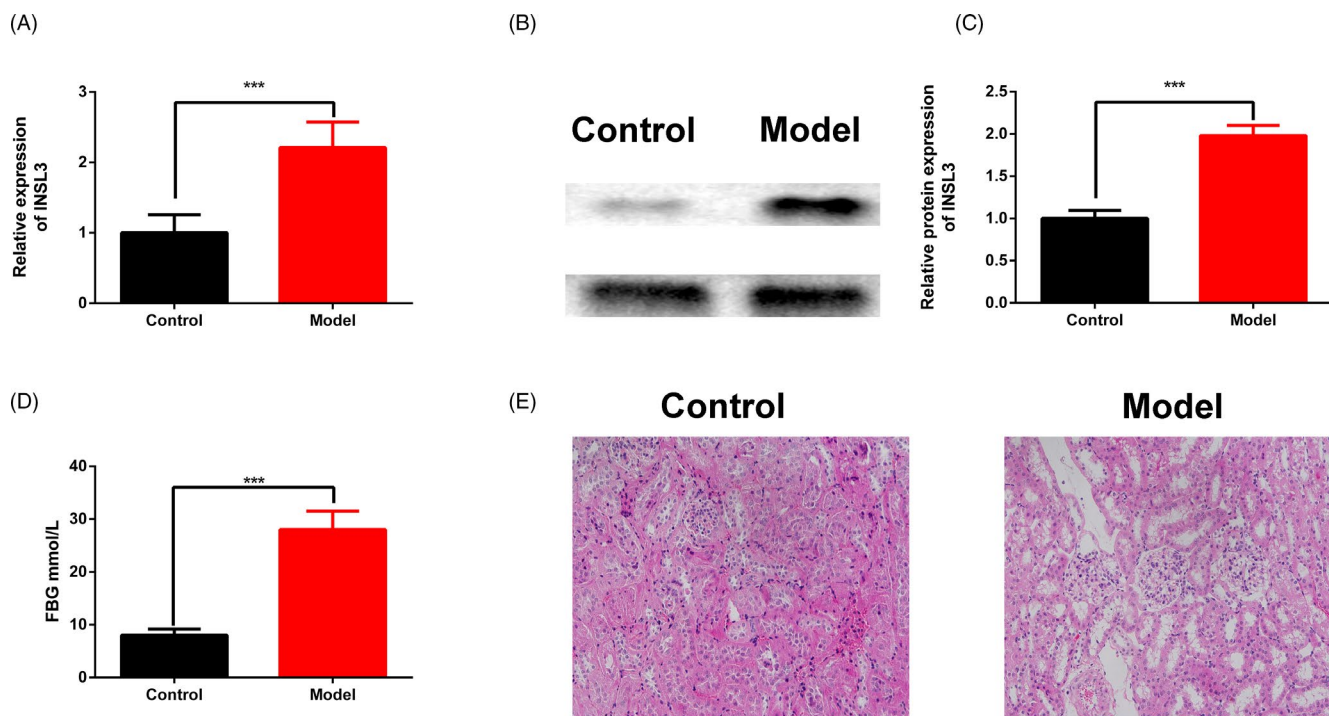 (A)
Relative expression
of INSL3
3
2
1
0
***
Control
Model
(B)
Control
Model
(C)
Relative protein expression
of INSL3
2.5
2.0
1.5
1.0
0.5
0.0
***
Control
Model
(D)
FBG mmol/L
40
30
20
10
0
***
Control
Model
(E)
Control
Model